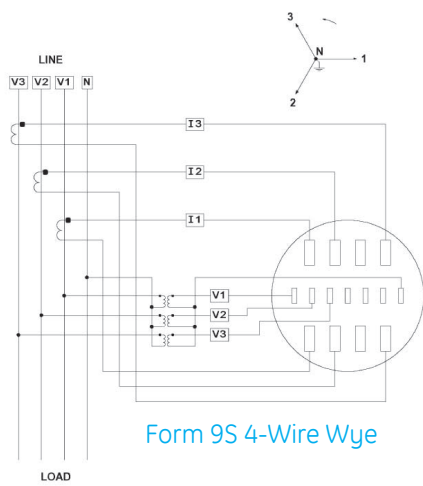 3
N
1
2
LINE
V3 V2 V1 N
I3
I2
I1
V1
V2
V3
Form 9S 4-Wire Wye
LOAD